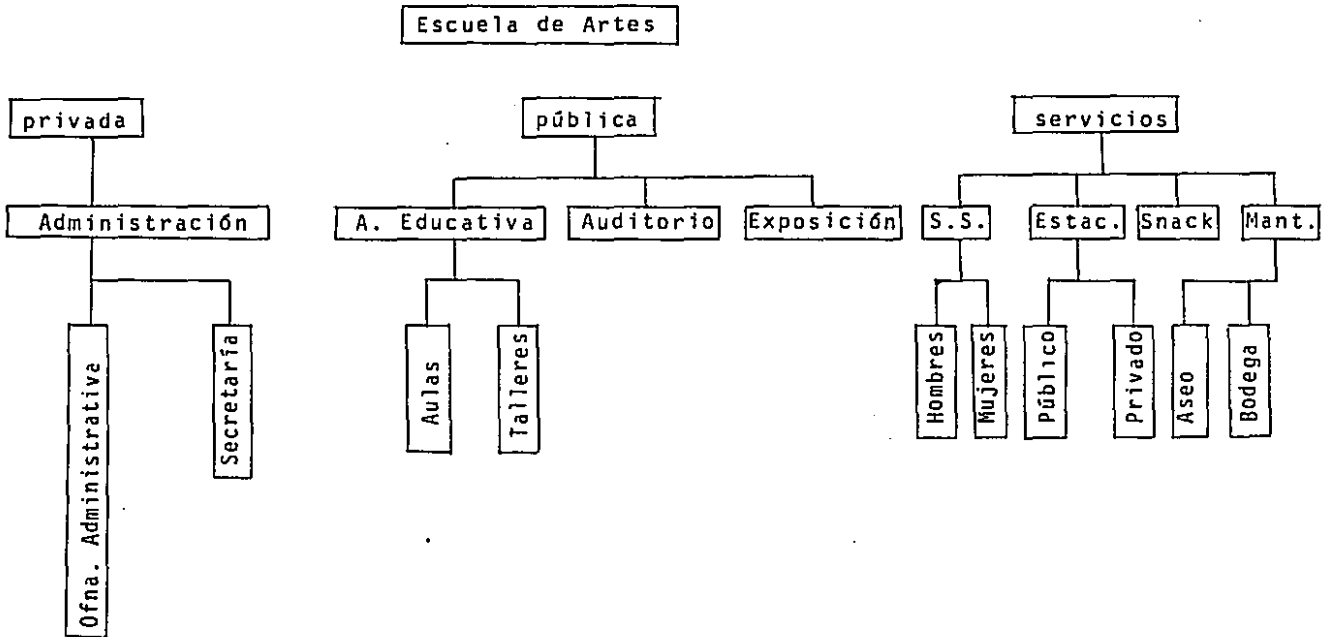 Escuela de Artes
privada
pública
servicios
Administración
A. Educativa
Auditorio
Exposición
S.S.
Estac.
Snack
Mant.
Ofna. Administrativa
Secretaría
Aulas
Talleres
Hombres
Mujeres
Público
Privado
Aseo
Bodega